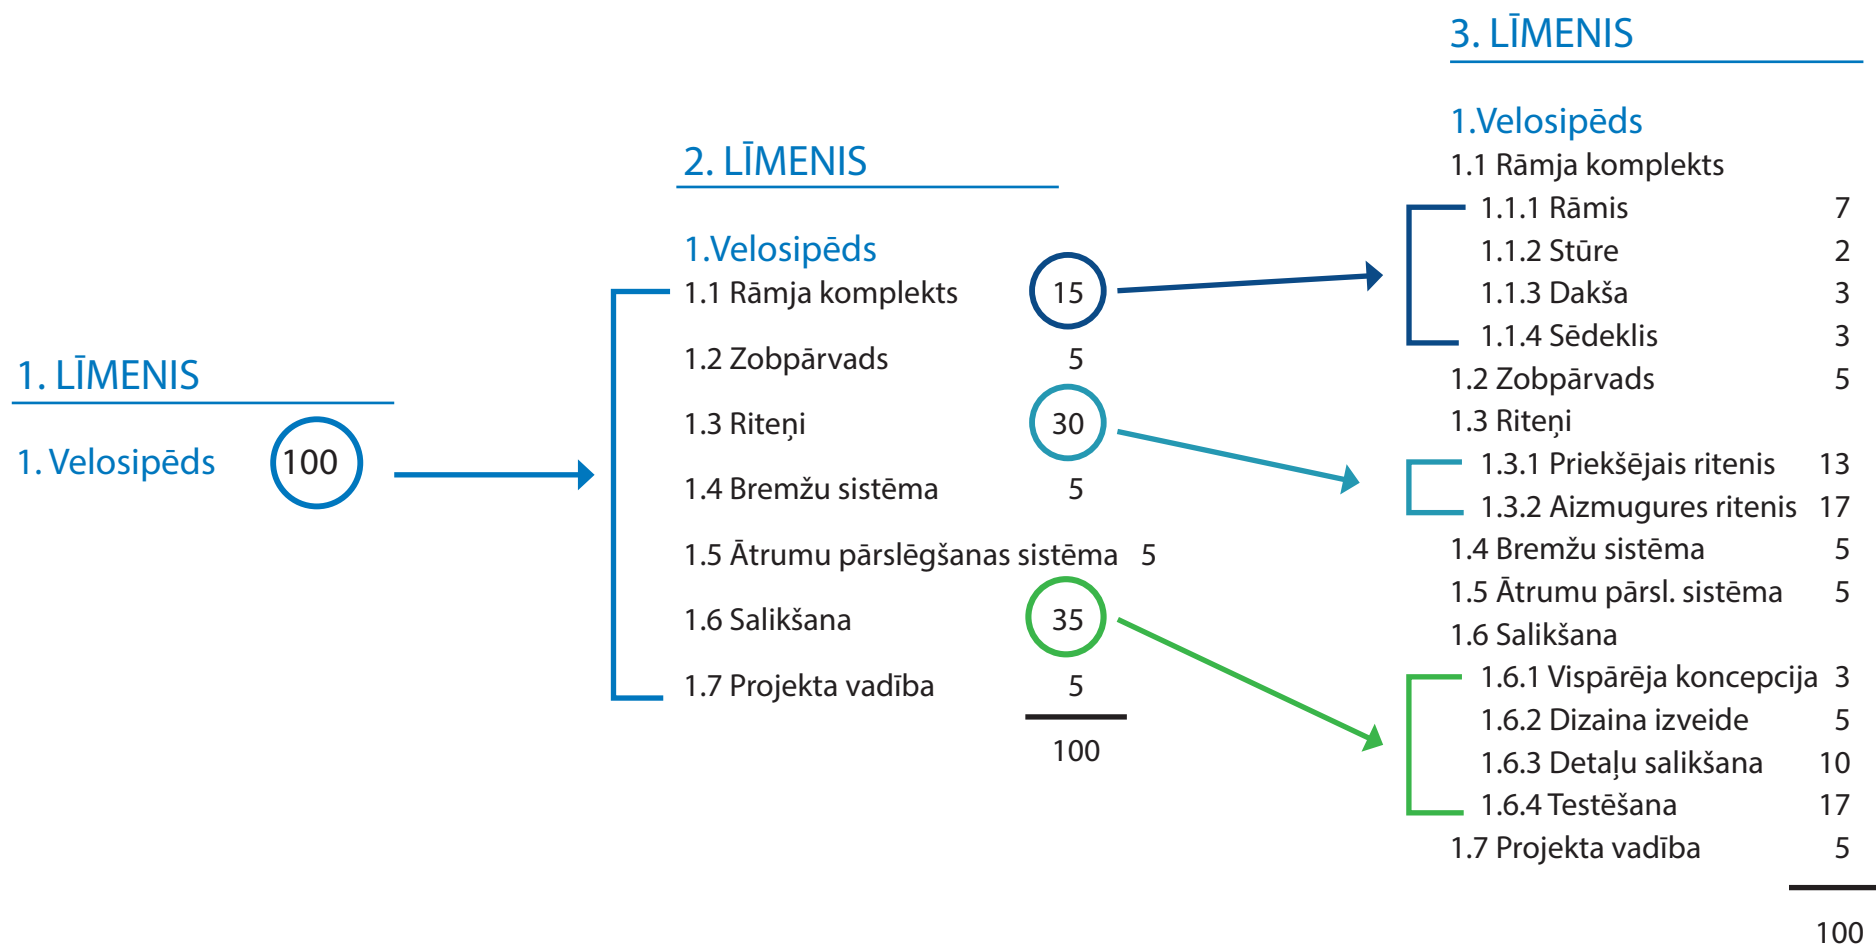 1. LĪMENIS
1. Velosipēds 100
2. LĪMENIS
1.Velosipēds
1.1 Rāmja komplekts 15
1.2 Zobpārvads 5
1.3 Riteņi 30
1.4 Bremžu sistēma 5
1.5 Ātrumu pārslēgšanas sistēma 5
1.6 Salikšana 35
1.7 Projekta vadība 5
100
3. LĪMENIS
1.Velosipēds
1.1 Rāmja komplekts
1.1.1 Rāmis 7
1.1.2 Stūre 2
1.1.3 Dakša 3
1.1.4 Sēdeklis 3
1.2 Zobpārvads 5
1.3 Riteņi
1.3.1 Priekšējais ritenis 13
1.3.2 Aizmugures ritenis 17
1.4 Bremžu sistēma 5
1.5 Ātrumu pārsl. sistēma 5
1.6 Salikšana
1.6.1 Vispārēja koncepcija 3
1.6.2 Dizaina izveide 5
1.6.3 Detaļu salikšana 10
1.6.4 Testēšana 17
1.7 Projekta vadība 5
100